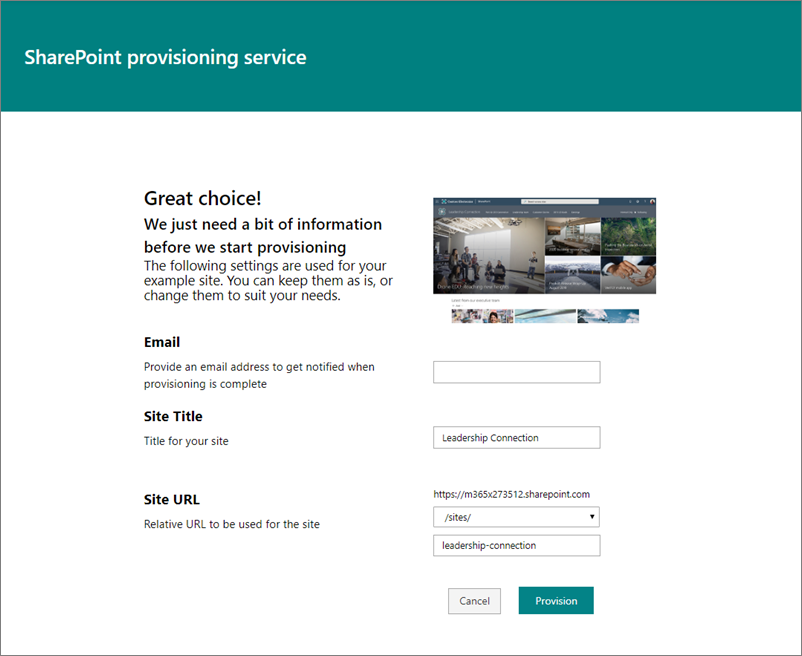 SharePoint provisioning service
Great choice!
We just need a bit of information
before we start provisioning
The following settings are used for your
example site. You can keep them as is, or
change them to suit your needs.
Email
Provide an email address to get notified when
provisioning is complete
Site Title
Title for your site
Leadership Connection
Site URL
Relative URL to be used for the site
https://m365x273512.sharepoint.com
/sites/
leadership-connection
Cancel
Provision